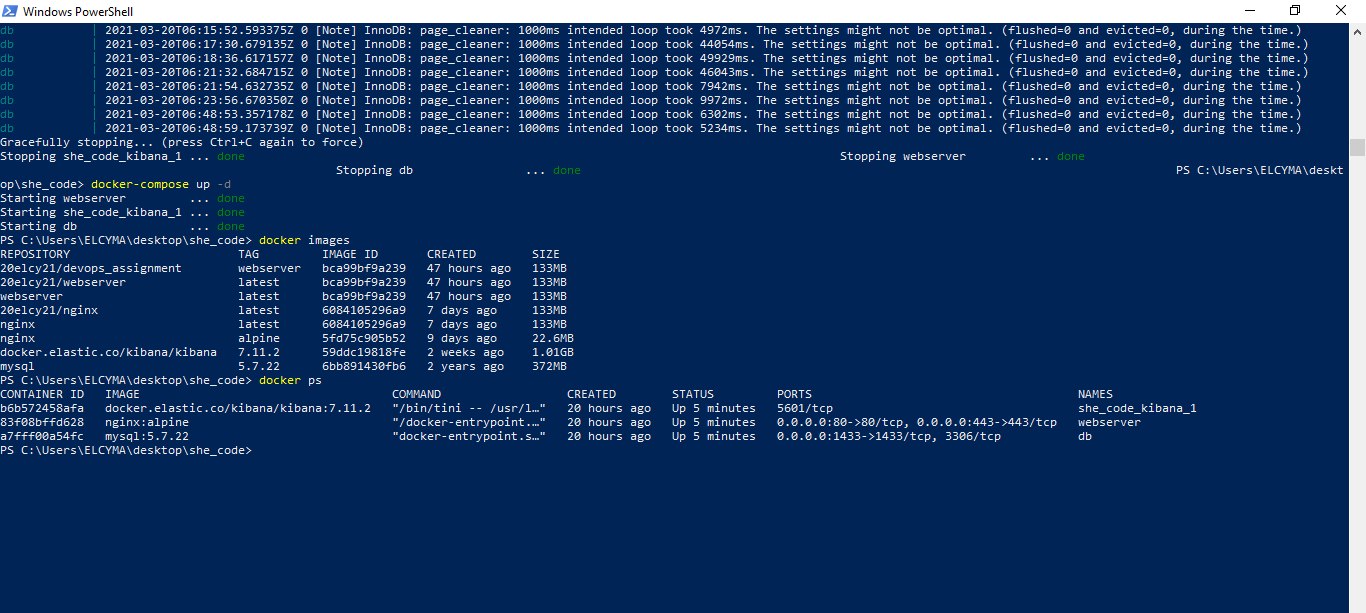 Windows PowerShell
db | 2021-03-20T06:15:52.593375Z 0 [Note] InnoDB: page_cleaner: 1000ms intended loop took 4972ms. The settings might not be optimal. (flushed=0 and evicted=0, during the time.)
db | 2021-03-20T06:17:30.679135Z 0 [Note] InnoDB: page_cleaner: 1000ms intended loop took 44054ms. The settings might not be optimal. (flushed=0 and evicted=0, during the time.)
db | 2021-03-20T06:18:36.617157Z 0 [Note] InnoDB: page_cleaner: 1000ms intended loop took 49929ms. The settings might not be optimal. (flushed=0 and evicted=0, during the time.)
db | 2021-03-20T06:21:32.684715Z 0 [Note] InnoDB: page_cleaner: 1000ms intended loop took 46043ms. The settings might not be optimal. (flushed=0 and evicted=0, during the time.)
db | 2021-03-20T06:21:54.632735Z 0 [Note] InnoDB: page_cleaner: 1000ms intended loop took 7942ms. The settings might not be optimal. (flushed=0 and evicted=0, during the time.)
db | 2021-03-20T06:23:56.670350Z 0 [Note] InnoDB: page_cleaner: 1000ms intended loop took 9972ms. The settings might not be optimal. (flushed=0 and evicted=0, during the time.)
db | 2021-03-20T06:48:53.357178Z 0 [Note] InnoDB: page_cleaner: 1000ms intended loop took 6302ms. The settings might not be optimal. (flushed=0 and evicted=0, during the time.)
db | 2021-03-20T06:48:59.173739Z 0 [Note] InnoDB: page_cleaner: 1000ms intended loop took 5234ms. The settings might not be optimal. (flushed=0 and evicted=0, during the time.)
Gracefully stopping... (press Ctrl+C again to force)
Stopping she_code_kibana_1 ... done Stopping webserver ... done
Stopping db ... done PS C:\Users\ELCYMA\deskt
op\she_code> docker-compose up -d
Starting webserver ... done
Starting she_code_kibana_1 ... done
Starting db ... done
PS C:\Users\ELCYMA\desktop\she_code> docker images
REPOSITORY TAG IMAGE ID CREATED SIZE
20elcy21/devops_assignment webserver bca99bf9a239 47 hours ago 133MB
20elcy21/webserver latest bca99bf9a239 47 hours ago 133MB
webserver latest bca99bf9a239 47 hours ago 133MB
20elcy21/nginx latest 6084105296a9 7 days ago 133MB
nginx latest 6084105296a9 7 days ago 133MB
nginx alpine 5fd75c905b52 9 days ago 22.6MB
docker.elastic.co/kibana/kibana 7.11.2 59ddc19818fe 2 weeks ago 1.01GB
mysql 5.7.22 6bb891430fb6 2 years ago 372MB
PS C:\Users\ELCYMA\desktop\she_code> docker ps
CONTAINER ID IMAGE COMMAND CREATED STATUS PORTS NAMES
b6b572458afa docker.elastic.co/kibana/kibana:7.11.2 "/bin/tini -- /usr/l…" 20 hours ago Up 5 minutes 5601/tcp she_code_kibana_1
83f08bffd628 nginx:alpine "/docker-entrypoint.…" 20 hours ago Up 5 minutes 0.0.0.0:80->80/tcp, 0.0.0.0:443->443/tcp webserver
a7fff00a54fc mysql:5.7.22 "docker-entrypoint.s…" 20 hours ago Up 5 minutes 0.0.0.0:1433->1433/tcp, 3306/tcp db
PS C:\Users\ELCYMA\desktop\she_code>